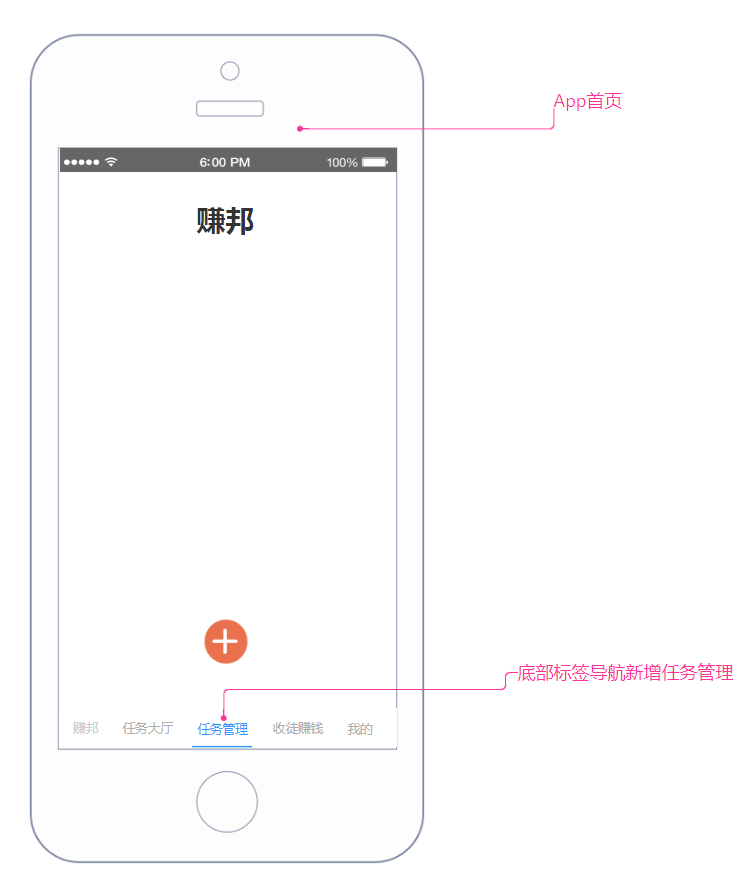 App首页
6:00 PM
100%
赚邦
底部标签导航新增任务管理
赚邦
任务大厅
任务管理
收徒赚钱
我的